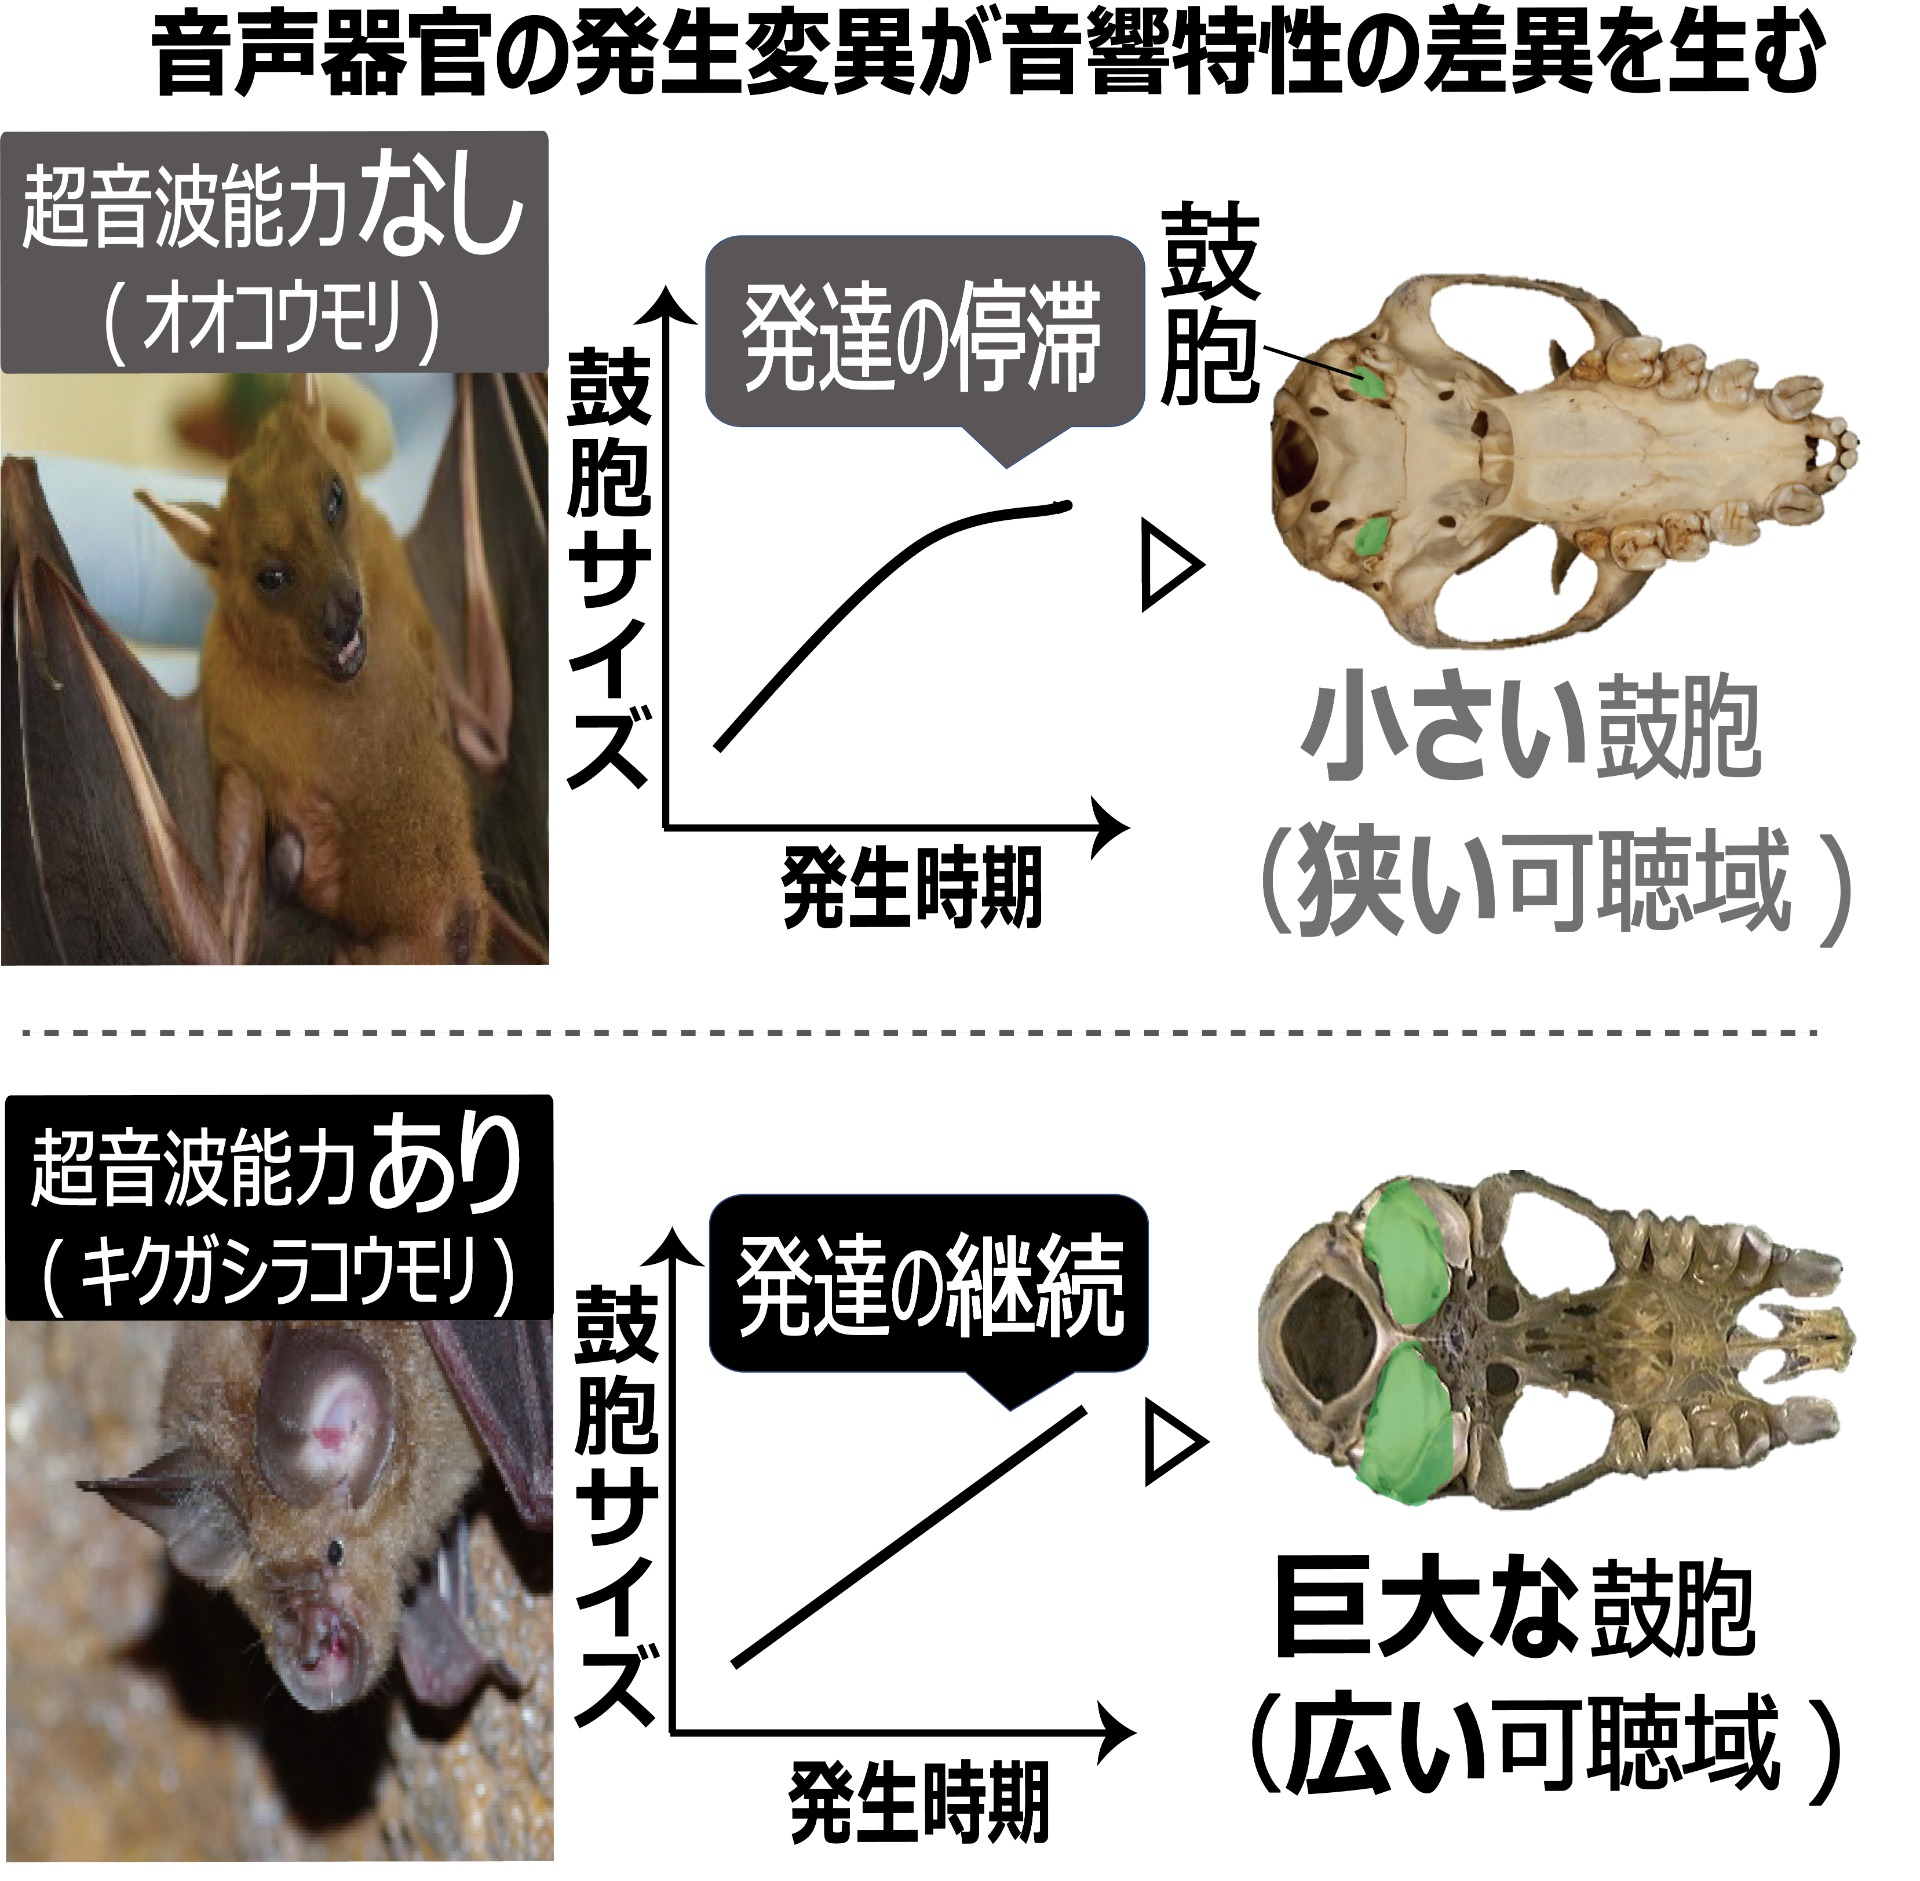 音声器官の発生変異が音響特性の差異を生む
超音波能力なし
(オオコウモリ)
鼓胞サイズ
発達の停滞
発生時期
鼓胞
小さい鼓胞
(狭い可聴域)
超音波能力あり
(キクガシラコウモリ)
鼓胞サイズ
発達の継続
発生時期
巨大な鼓胞
(広い可聴域)